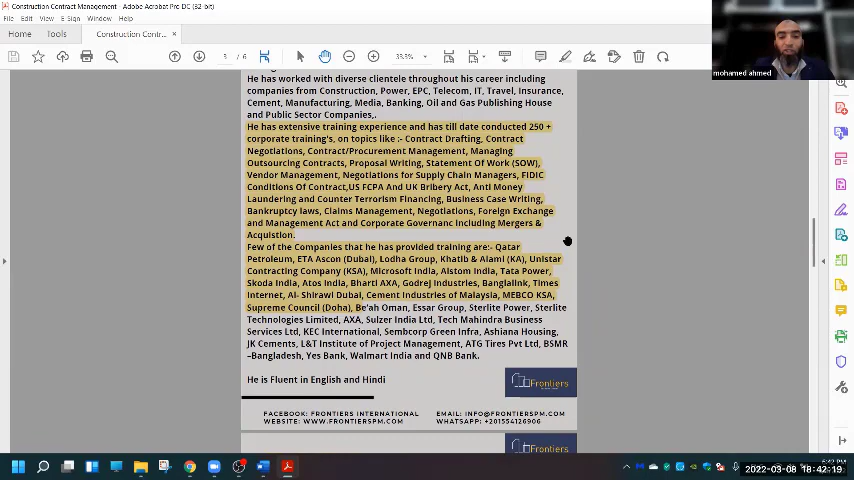 Construction Contract Management - Adobe Acrobat Pro DC (32-bit)
File Edit View E-Sign Window Help
Home Tools Construction Contr... ×
3 / 6 33.3%
mohamed ahmed
He has worked with diverse clientele throughout his career including
companies from Construction, Power, EPC, Telecom, IT, Travel, Insurance,
Cement, Manufacturing, Media, Banking, Oil and Gas Publishing House
and Public Sector Companies,.
He has extensive training experience and has till date conducted 250 +
corporate training's, on topics like :- Contract Drafting, Contract
Negotiations, Contract/Procurement Management, Managing
Outsourcing Contracts, Proposal Writing, Statement Of Work (SOW),
Vendor Management, Negotiations for Supply Chain Managers, FIDIC
Conditions Of Contract,US FCPA And UK Bribery Act, Anti Money
Laundering and Counter Terrorism Financing, Business Case Writing,
Bankruptcy laws, Claims Management, Negotiations, Foreign Exchange
and Management Act and Corporate Governanc Including Mergers &
Acquistion.
Few of the Companies that he has provided training are:- Qatar
Petroleum, ETA Ascon (Dubai), Lodha Group, Khatib & Alami (KA), Unistar
Contracting Company (KSA), Microsoft India, Alstom India, Tata Power,
Skoda India, Atos India, Bharti AXA, Godrej Industries, Banglalink, Times
Internet, Al- Shirawi Dubai, Cement Industries of Malaysia, MEBCO KSA,
Supreme Council (Doha), Be'ah Oman, Essar Group, Sterlite Power, Sterlite
Technologies Limited, AXA, Sulzer India Ltd, Tech Mahindra Business
Services Ltd, KEC International, Sembcorp Green Infra, Ashiana Housing,
JK Cements, L&T Institute of Project Management, ATG Tires Pvt Ltd, BSMR
–Bangladesh, Yes Bank, Walmart India and QNB Bank.
He is Fluent in English and Hindi
Frontiers
FACEBOOK: FRONTIERS INTERNATIONAL EMAIL: INFO@FRONTIERSPM.COM
WEBSITE: WWW.FRONTIERSPM.COM WHATSAPP: +201554126906
Frontiers
2022-03-08 18:42:19